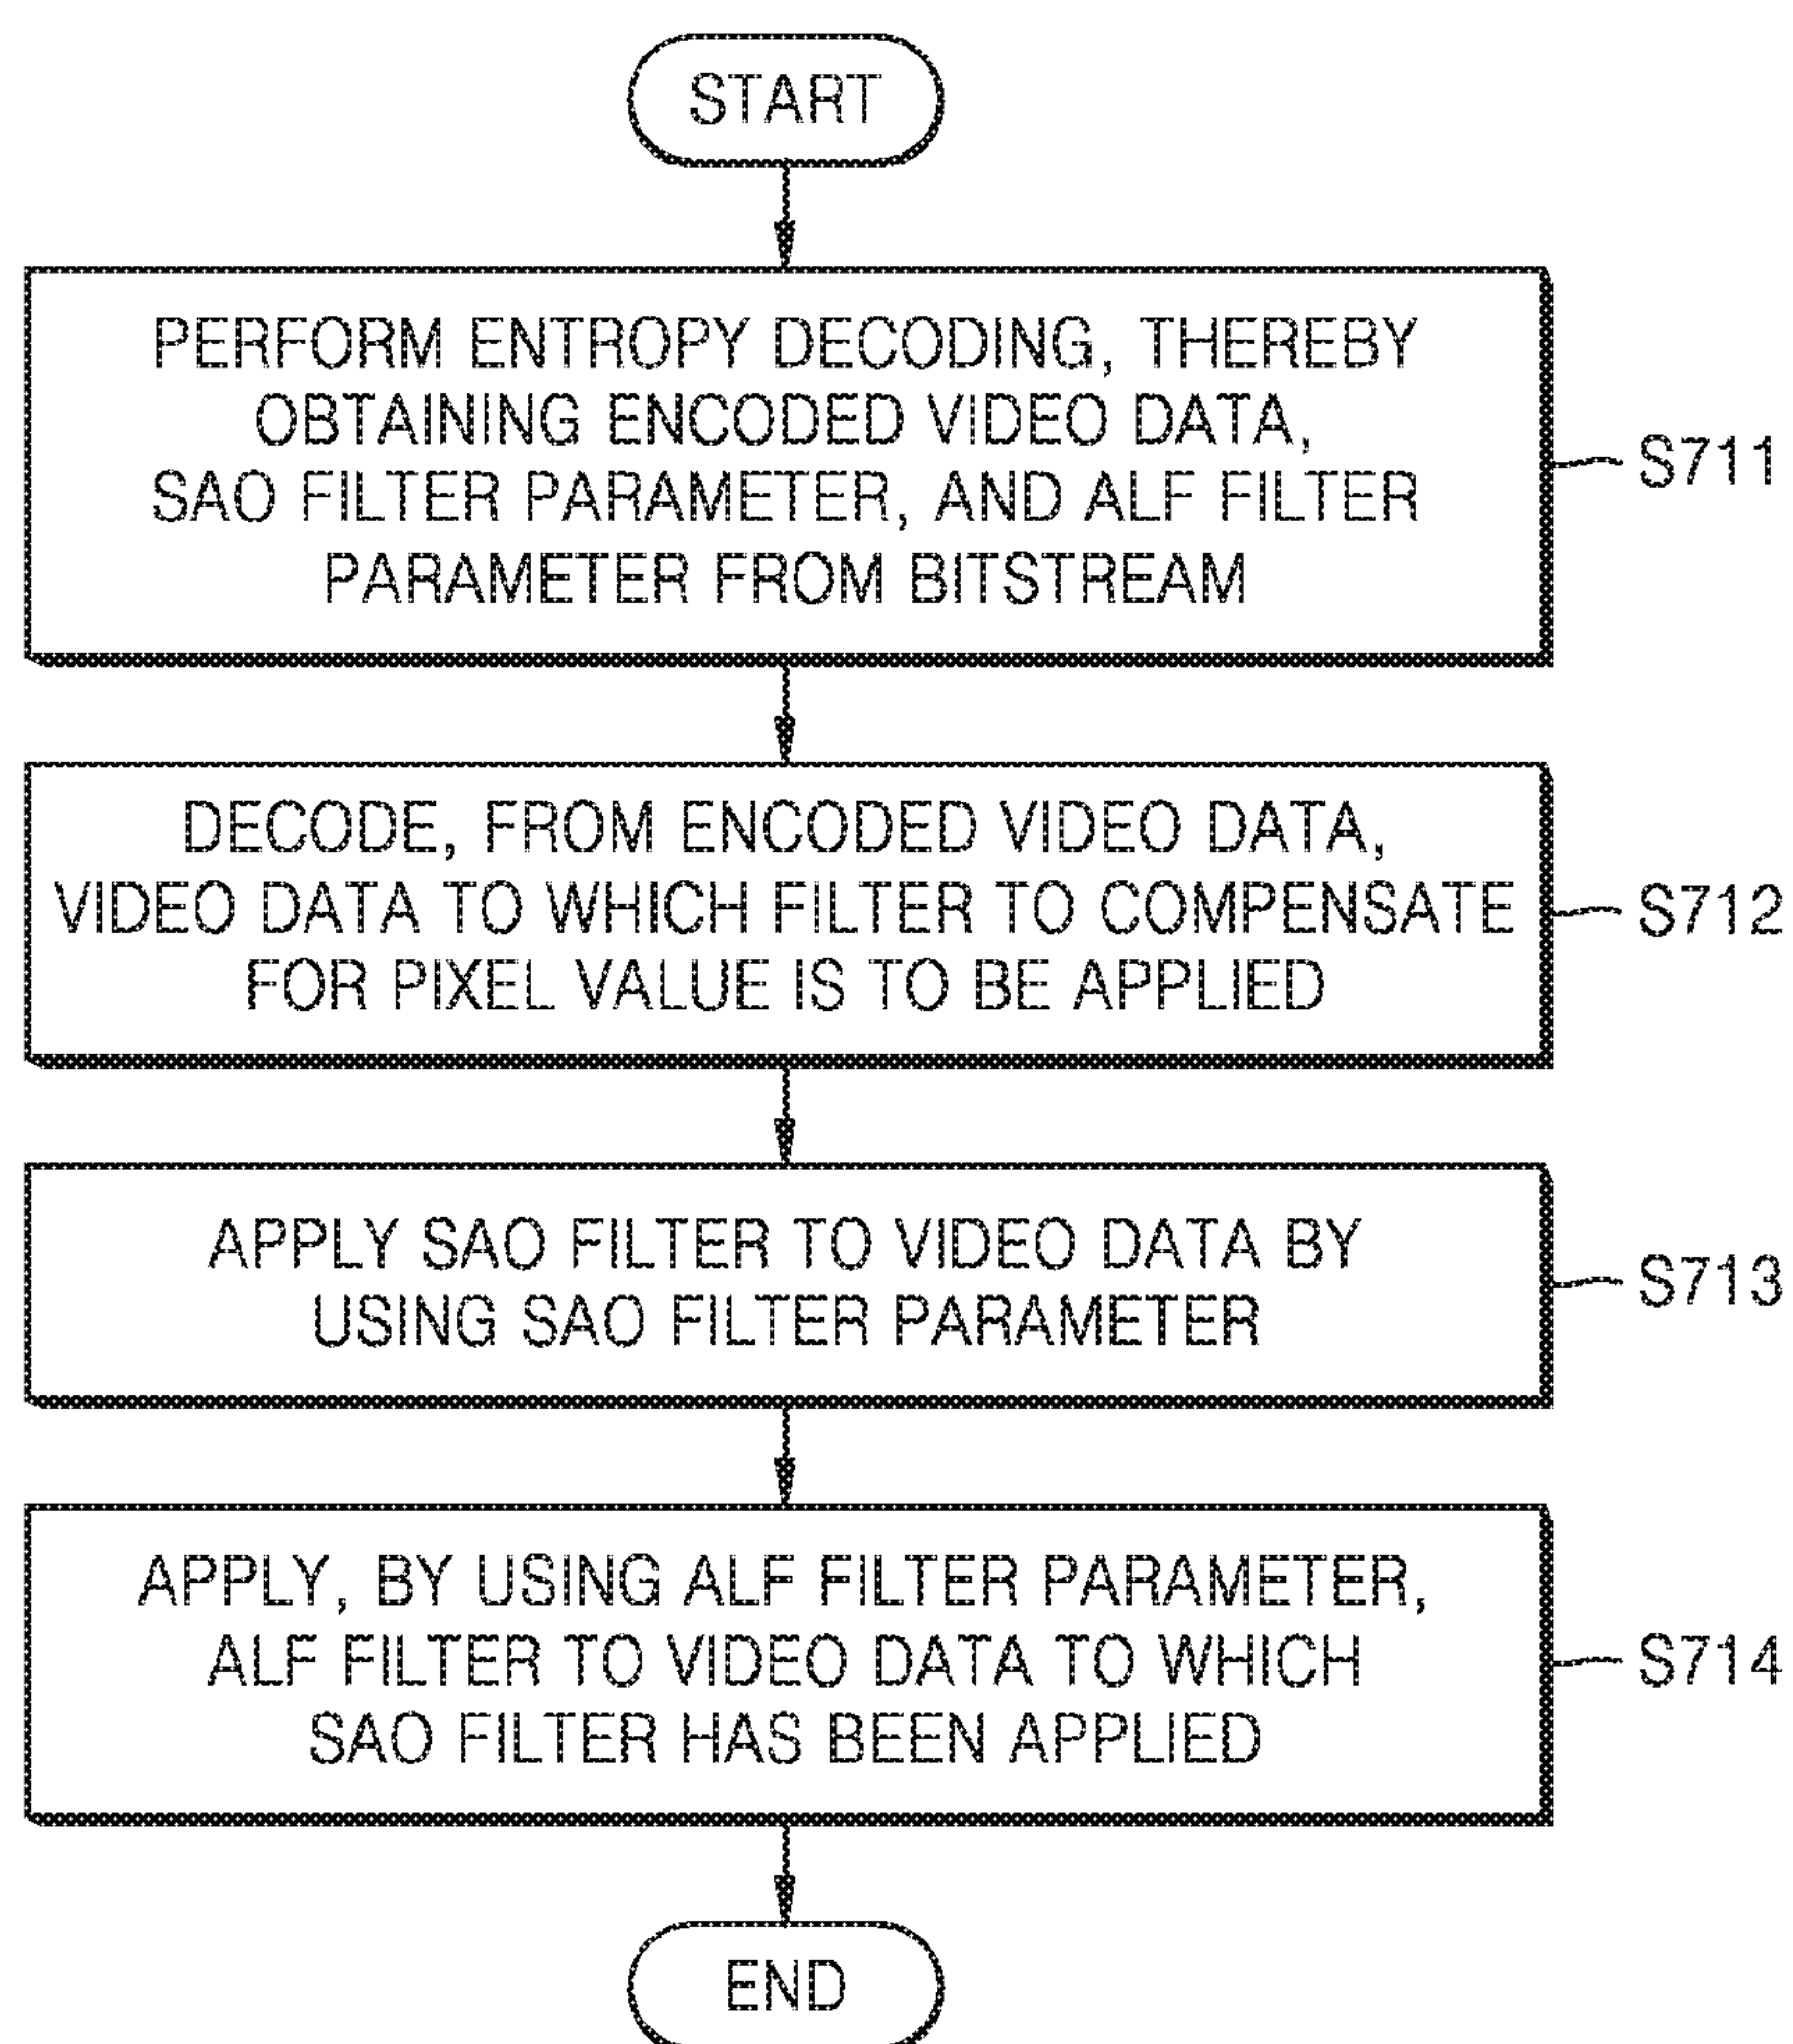 START
PERFORM ENTROPY DECODING, THEREBY
OBTAINING ENCODED VIDEO DATA,
SAO FILTER PARAMETER, AND ALF FILTER
PARAMETER FROM BITSTREAM
S711
DECODE, FROM ENCODED VIDEO DATA,
VIDEO DATA TO WHICH FILTER TO COMPENSATE
FOR PIXEL VALUE IS TO BE APPLIED
S712
APPLY SAO FILTER TO VIDEO DATA BY
USING SAO FILTER PARAMETER
S713
APPLY, BY USING ALF FILTER PARAMETER,
ALF FILTER TO VIDEO DATA TO WHICH
SAO FILTER HAS BEEN APPLIED
S714
END